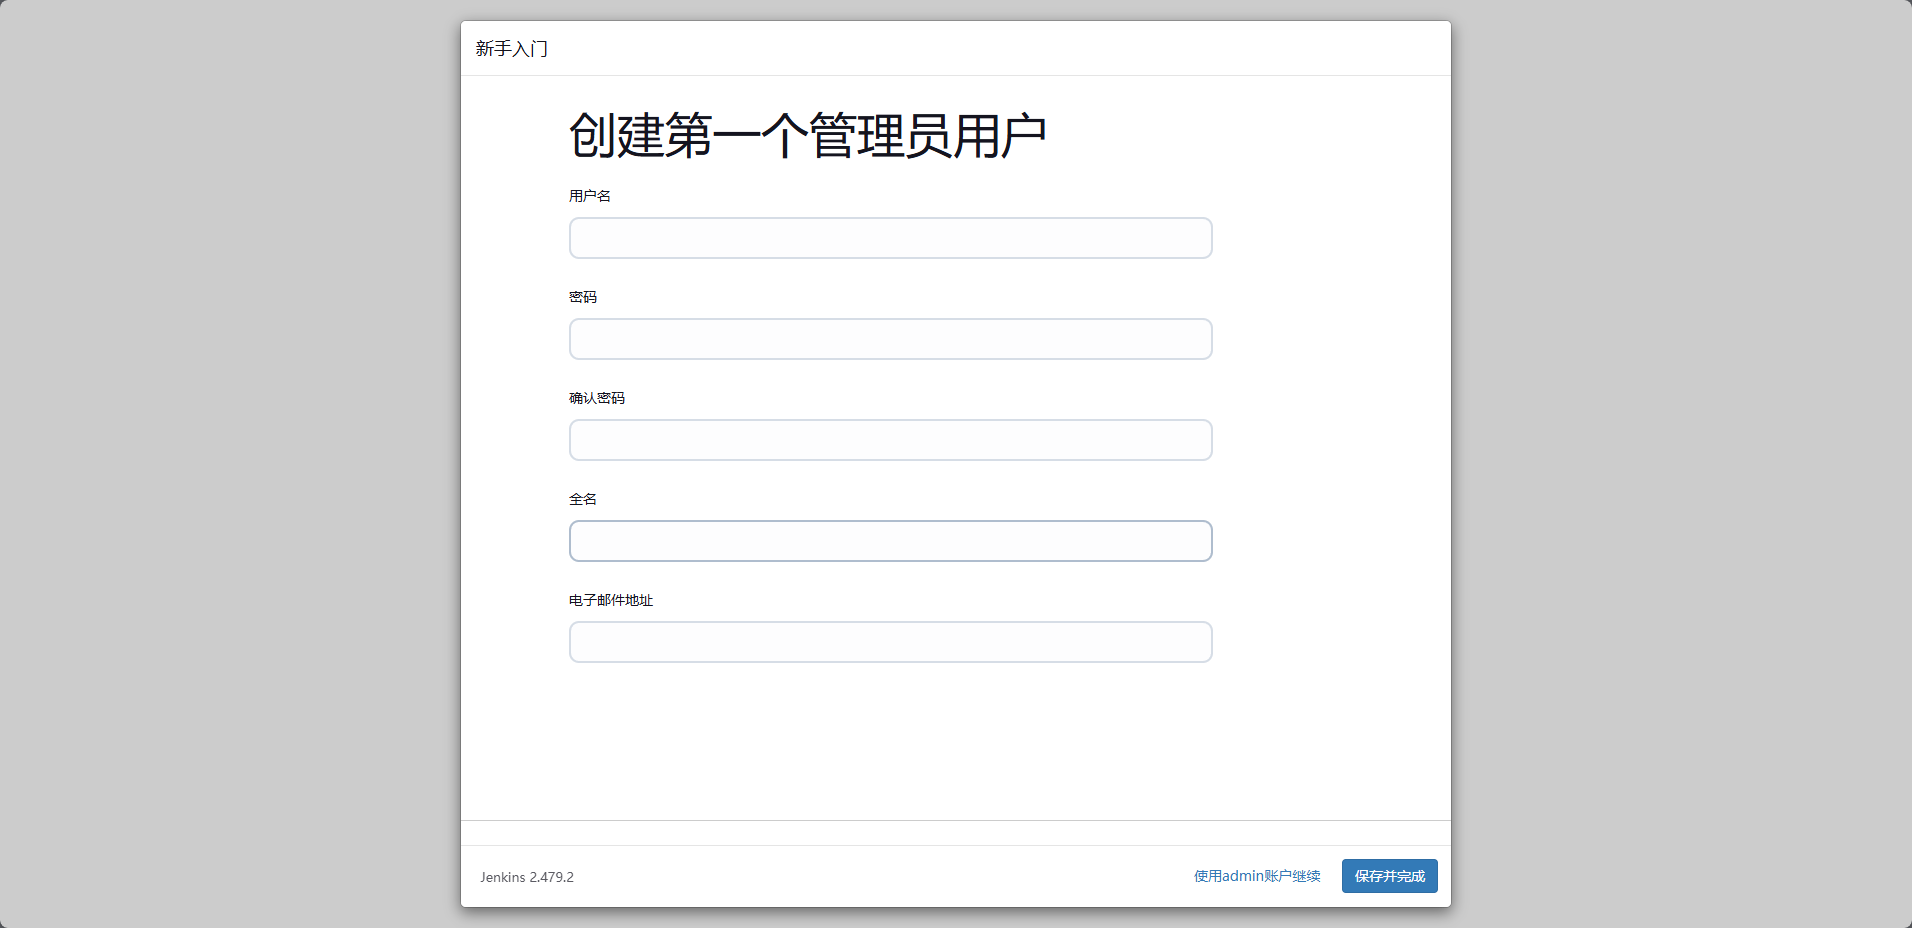 新手入门
创建第一个管理员用户
用户名
密码
确认密码
全名
电子邮件地址
Jenkins 2.479.2
使用admin账户继续
保存并完成